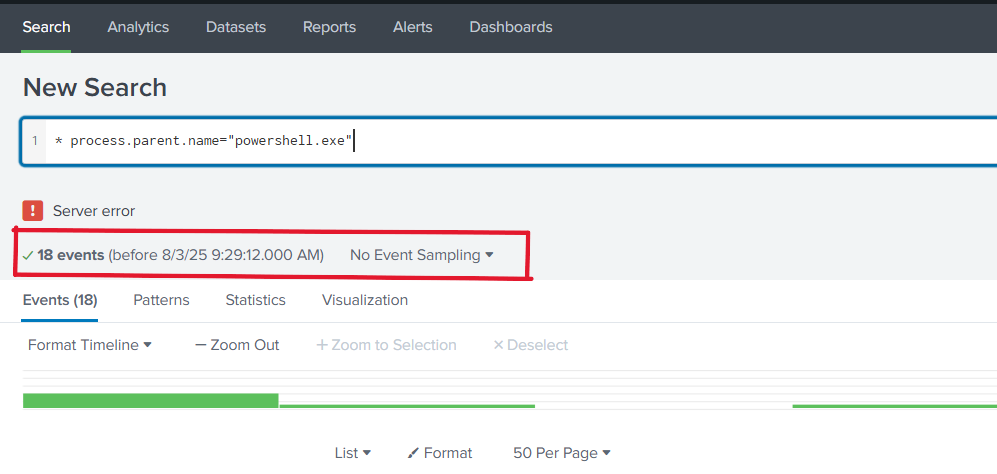 Search Analytics Datasets Reports Alerts Dashboards
New Search
1 * process.parent.name="powershell.exe"
! Server error
✓ 18 events (before 8/3/25 9:29:12.000 AM) No Event Sampling ▾
Events (18) Patterns Statistics Visualization
Format Timeline ▾ — Zoom Out + Zoom to Selection × Deselect
List ▾ Format 50 Per Page ▾